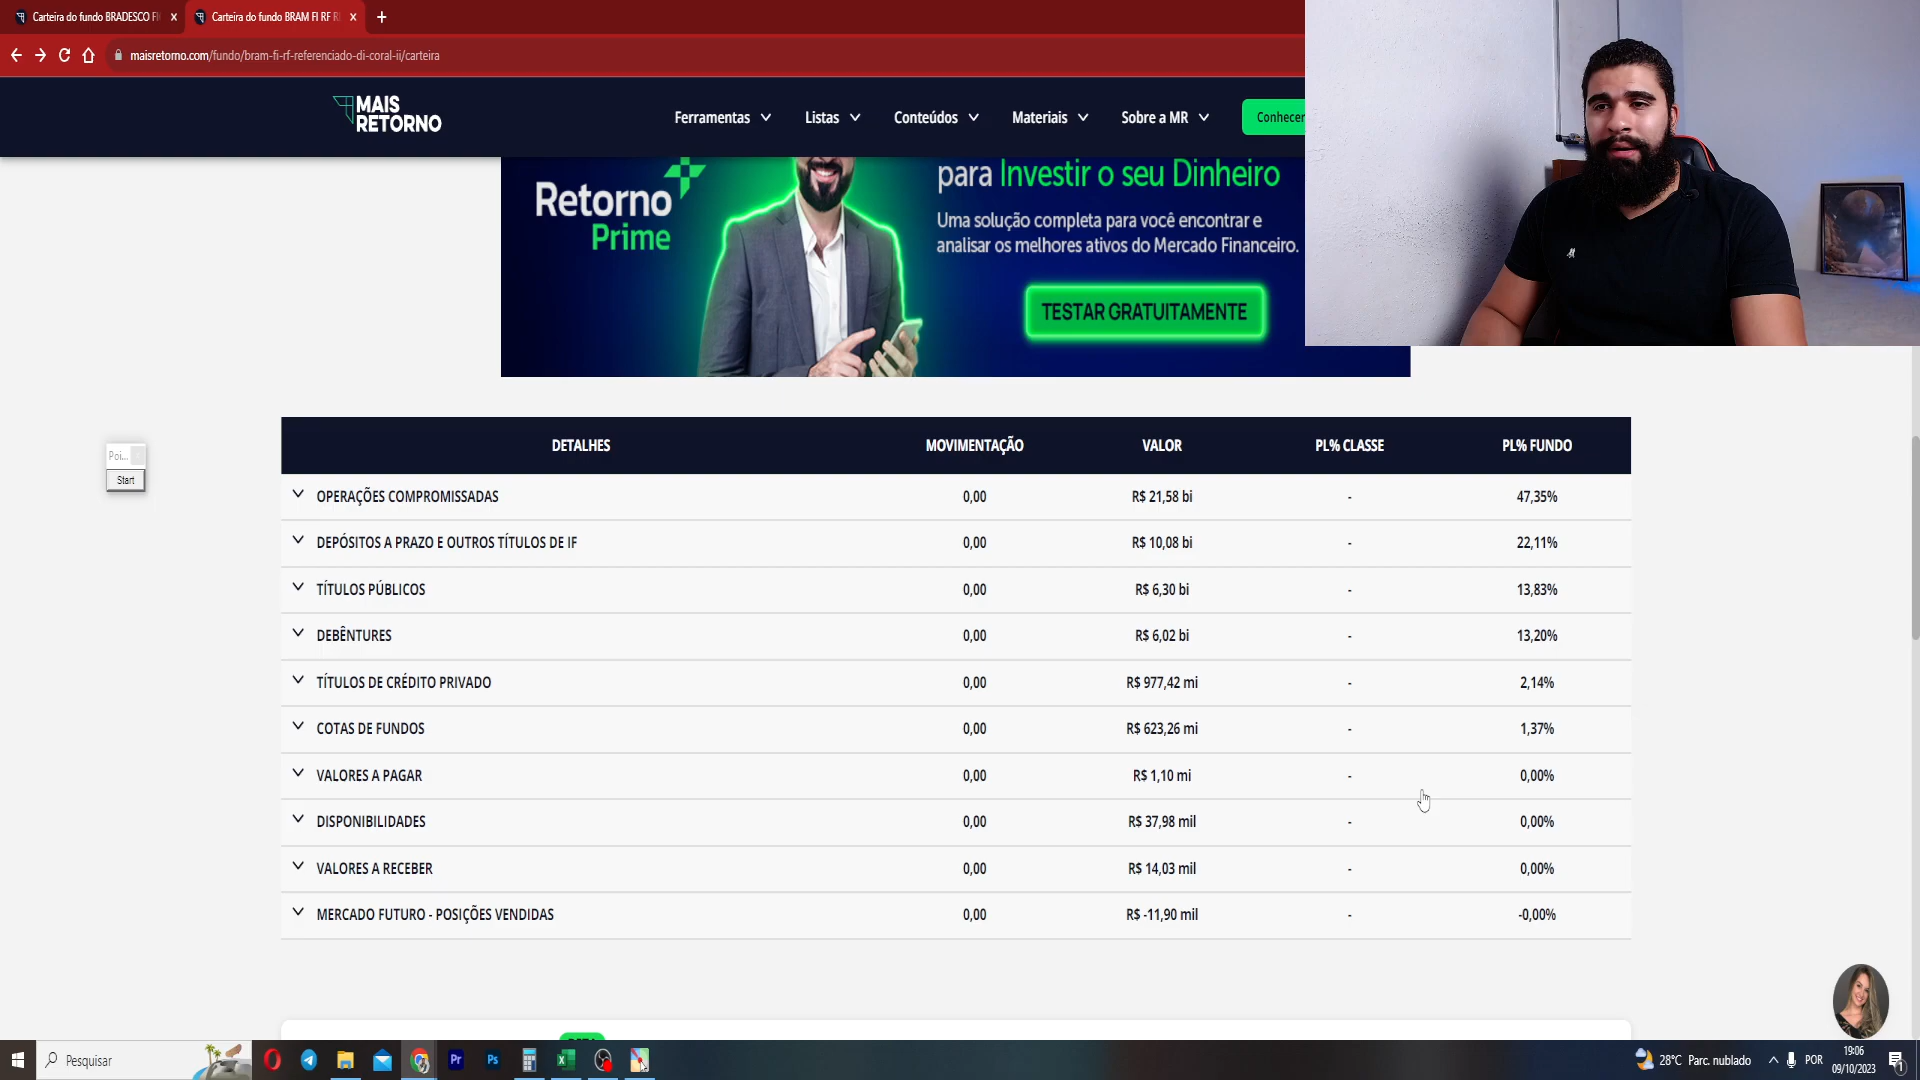 Carteira do fundo BRADESCO FI
Carteira do fundo BRAM FI RF R
maisretorno.com/fundo/bram-fi-rf-referenciado-di-coral-ii/carteira
MAIS RETORNO
Ferramentas
Listas
Conteúdos
Materiais
Sobre a MR
Conhecer
Retorno
Prime
para Investir o seu Dinheiro
Uma solução completa para você encontrar e
analisar os melhores ativos do Mercado Financeiro.
TESTAR GRATUITAMENTE
Poi...
Start
DETALHES MOVIMENTAÇÃO VALOR PL% CLASSE PL% FUNDO
OPERAÇÕES COMPROMISSADAS 0,00 R$ 21,58 bi - 47,35%
DEPÓSITOS A PRAZO E OUTROS TÍTULOS DE IF 0,00 R$ 10,08 bi - 22,11%
TÍTULOS PÚBLICOS 0,00 R$ 6,30 bi - 13,83%
DEBÊNTURES 0,00 R$ 6,02 bi - 13,20%
TÍTULOS DE CRÉDITO PRIVADO 0,00 R$ 977,42 mi - 2,14%
COTAS DE FUNDOS 0,00 R$ 623,26 mi - 1,37%
VALORES A PAGAR 0,00 R$ 1,10 mi - 0,00%
DISPONIBILIDADES 0,00 R$ 37,98 mil - 0,00%
VALORES A RECEBER 0,00 R$ 14,03 mil - 0,00%
MERCADO FUTURO - POSIÇÕES VENDIDAS 0,00 R$ -11,90 mil - -0,00%
Pesquisar
Pr
Ps
28°C Parc. nublado
POR
19:06
09/10/2023
1